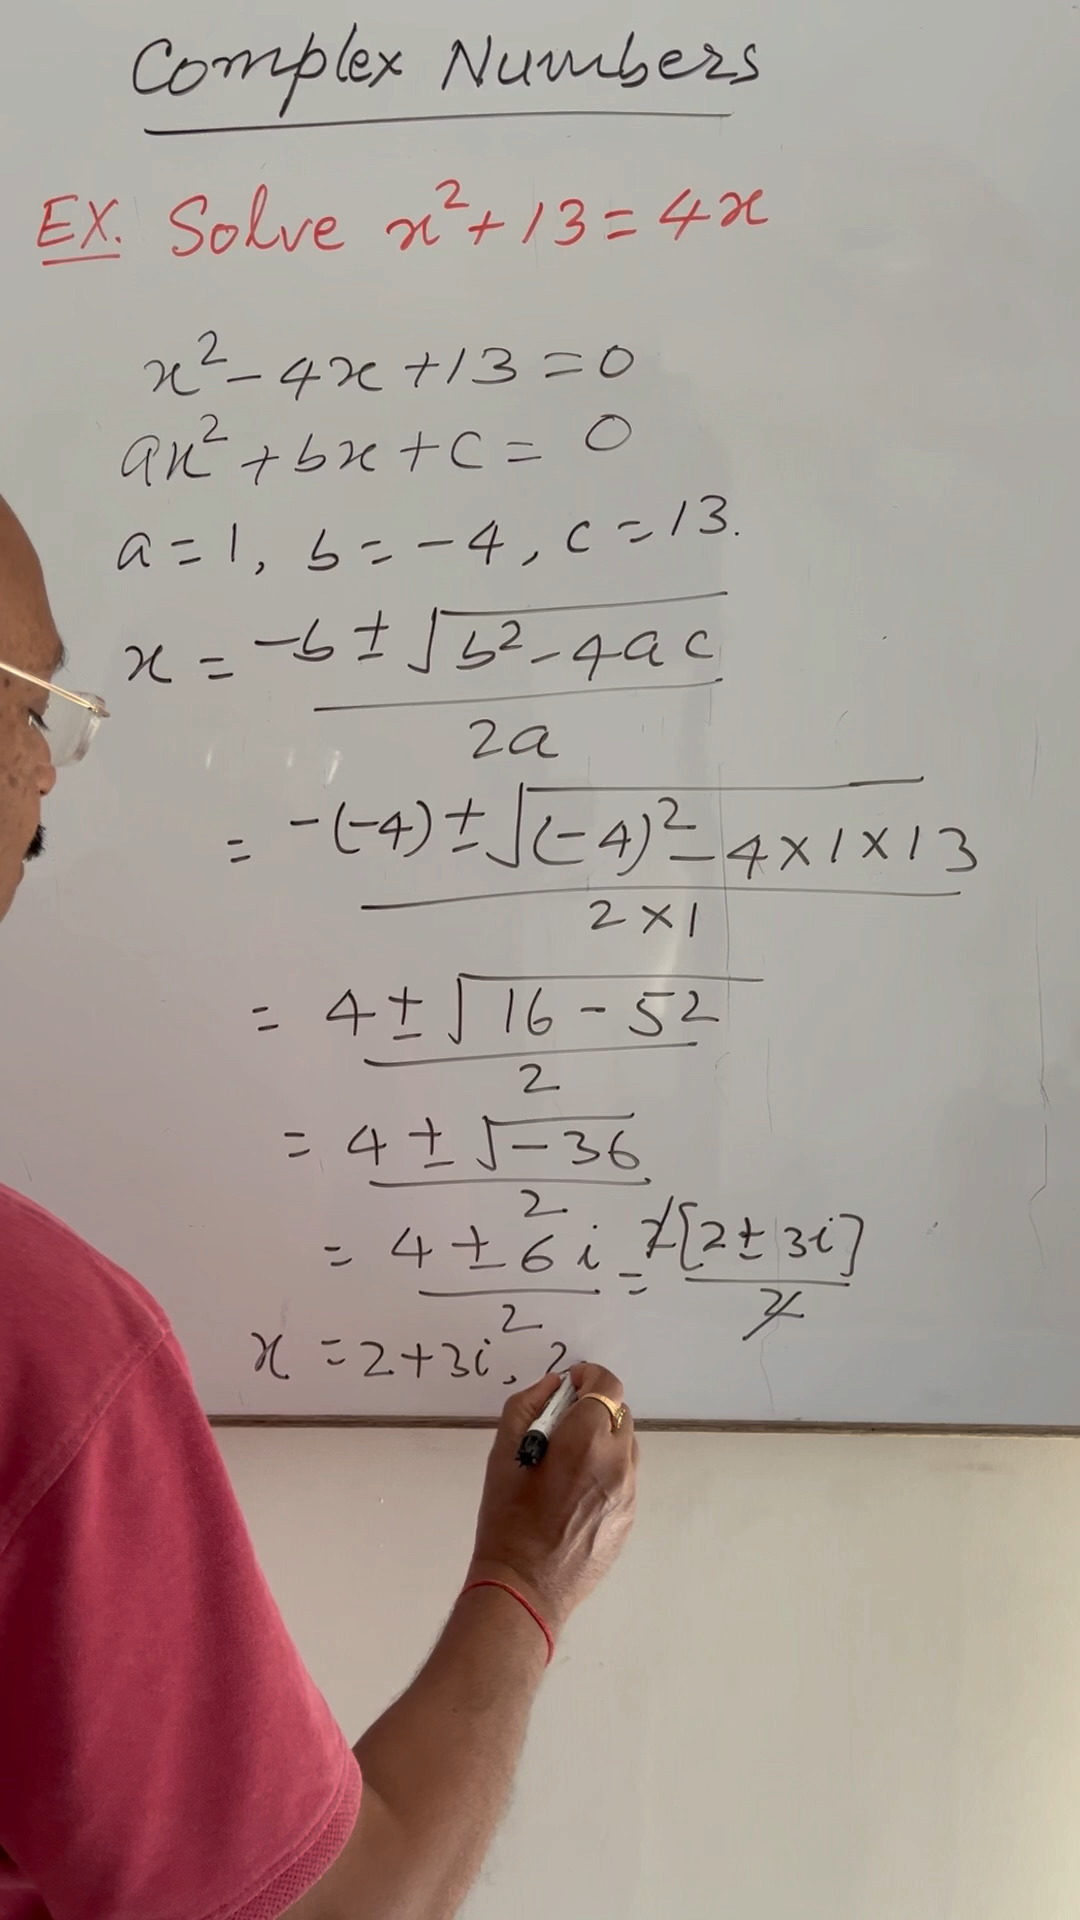 Complex Numbers
EX. Solve x² + 13 = 4x
x² - 4x + 13 = 0
ax² + bx + c = 0
a = 1, b = -4, c = 13.
x = -b ± √(b² - 4ac)
2a
= -(-4) ± √((-4)² - 4 × 1 × 13)
2 × 1
= 4 ± √(16 - 52)
2
= 4 ± √(-36)
2
= 4 ± 6i = 2[2 ± 3i]
2 2
x = 2 + 3i, 2